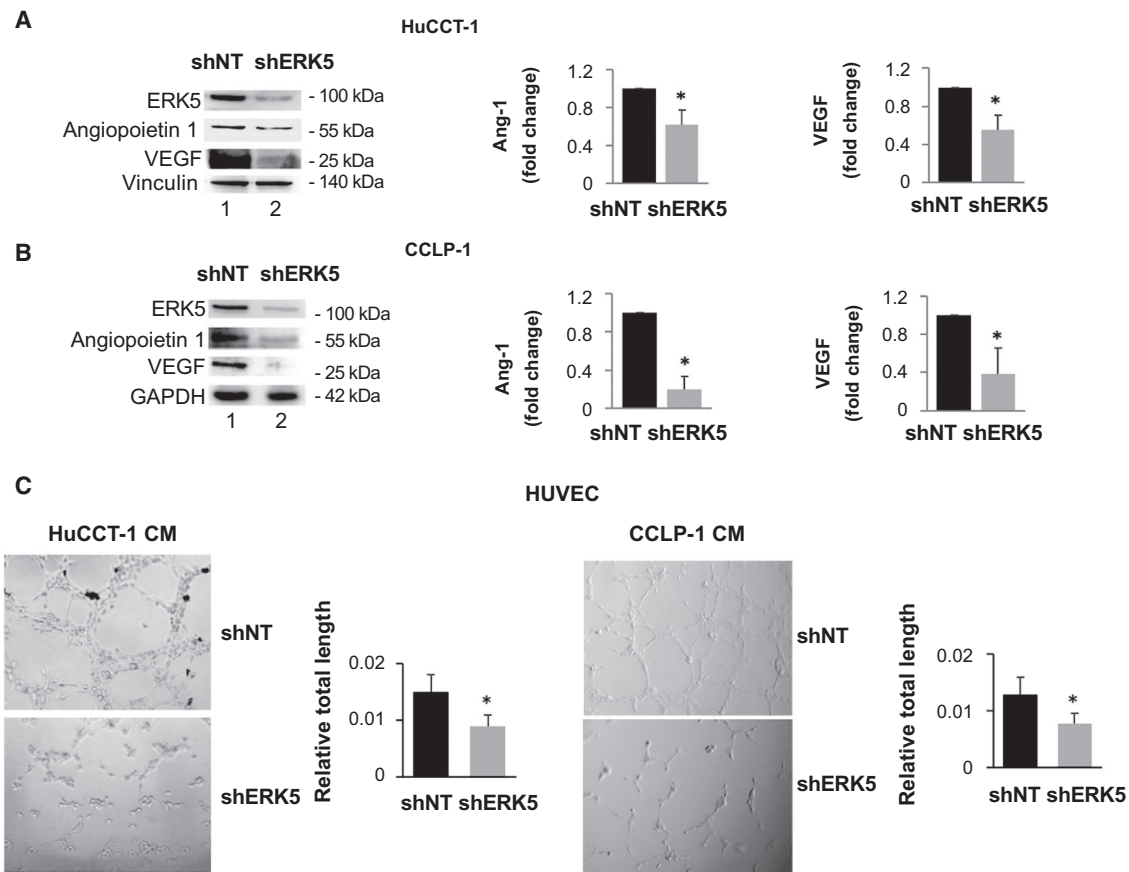 A
HuCCT-1
shNT shERK5
ERK5 - 100 kDa
Angiopoietin 1 - 55 kDa
VEGF - 25 kDa
Vinculin - 140 kDa
1 2
Ang-1
(fold change)
1.2
0.8
0.4
0
*
shNT shERK5
VEGF
(fold change)
1.2
0.8
0.4
0
*
shNT shERK5
B
CCLP-1
shNT shERK5
ERK5 - 100 kDa
Angiopoietin 1 - 55 kDa
VEGF - 25 kDa
GAPDH - 42 kDa
1 2
Ang-1
(fold change)
1.2
0.8
0.4
0
*
shNT shERK5
VEGF
(fold change)
1.2
0.8
0.4
0
*
shNT shERK5
C
HUVEC
HuCCT-1 CM
shNT
shERK5
Relative total length
0.02
0.01
0
*
shNT shERK5
CCLP-1 CM
shNT
shERK5
Relative total length
0.02
0.01
0
*
shNT shERK5